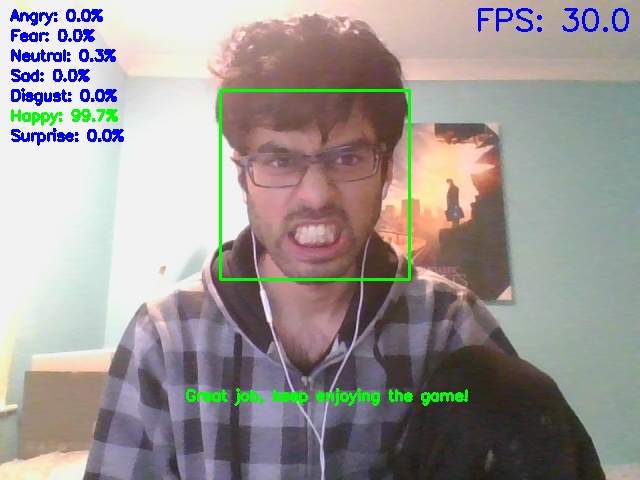 Angry: 0.0%
FPS: 30.0
Fear: 0.0%
Neutral: 0.3%
Sad: 0.0%
Disgust: 0.0%
Happy: 99.7%
Surprise: 0.0%
Great job, keep enjoying the game!